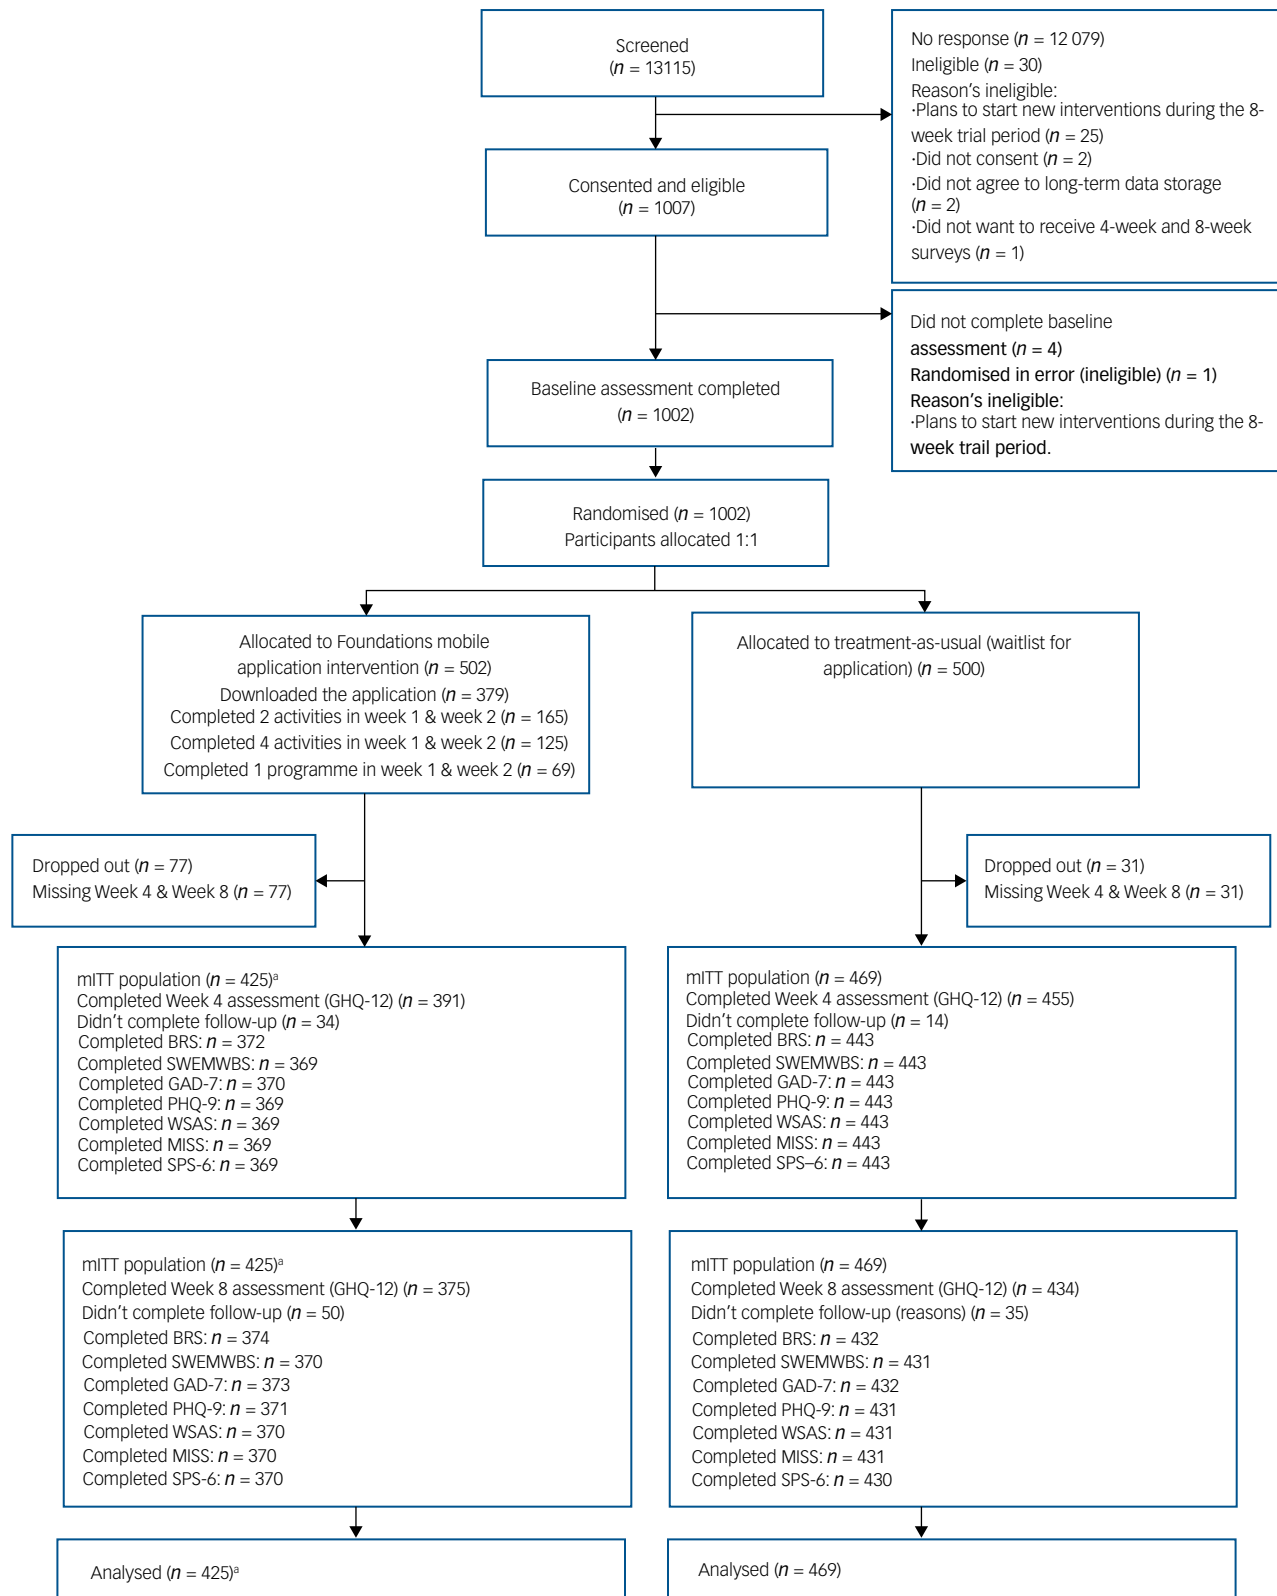 Screened
(n = 13115)
No response (n = 12 079)
Ineligible (n = 30)
Reason's ineligible:
·Plans to start new interventions during the 8-
week trial period (n = 25)
·Did not consent (n = 2)
·Did not agree to long-term data storage
(n = 2)
·Did not want to receive 4-week and 8-week
surveys (n = 1)
Consented and eligible
(n = 1007)
Did not complete baseline
assessment (n = 4)
Randomised in error (ineligible) (n = 1)
Reason's ineligible:
·Plans to start new interventions during the 8-
week trail period.
Baseline assessment completed
(n = 1002)
Randomised (n = 1002)
Participants allocated 1:1
Allocated to Foundations mobile
application intervention (n = 502)
Downloaded the application (n = 379)
Completed 2 activities in week 1 & week 2 (n = 165)
Completed 4 activities in week 1 & week 2 (n = 125)
Completed 1 programme in week 1 & week 2 (n = 69)
Allocated to treatment-as-usual (waitlist for
application) (n = 500)
Dropped out (n = 77)
Missing Week 4 & Week 8 (n = 77)
Dropped out (n = 31)
Missing Week 4 & Week 8 (n = 31)
mITT population (n = 425)ᵃ
Completed Week 4 assessment (GHQ-12) (n = 391)
Didn't complete follow-up (n = 34)
Completed BRS: n = 372
Completed SWEMWBS: n = 369
Completed GAD-7: n = 370
Completed PHQ-9: n = 369
Completed WSAS: n = 369
Completed MISS: n = 369
Completed SPS-6: n = 369
mITT population (n = 469)
Completed Week 4 assessment (GHQ-12) (n = 455)
Didn't complete follow-up (n = 14)
Completed BRS: n = 443
Completed SWEMWBS: n = 443
Completed GAD-7: n = 443
Completed PHQ-9: n = 443
Completed WSAS: n = 443
Completed MISS: n = 443
Completed SPS–6: n = 443
mITT population (n = 425)ᵃ
Completed Week 8 assessment (GHQ-12) (n = 375)
Didn't complete follow-up (n = 50)
Completed BRS: n = 374
Completed SWEMWBS: n = 370
Completed GAD-7: n = 373
Completed PHQ-9: n = 371
Completed WSAS: n = 370
Completed MISS: n = 370
Completed SPS-6: n = 370
mITT population (n = 469)
Completed Week 8 assessment (GHQ-12) (n = 434)
Didn't complete follow-up (reasons) (n = 35)
Completed BRS: n = 432
Completed SWEMWBS: n = 431
Completed GAD-7: n = 432
Completed PHQ-9: n = 431
Completed WSAS: n = 431
Completed MISS: n = 431
Completed SPS-6: n = 430
Analysed (n = 425)ᵃ
Analysed (n = 469)